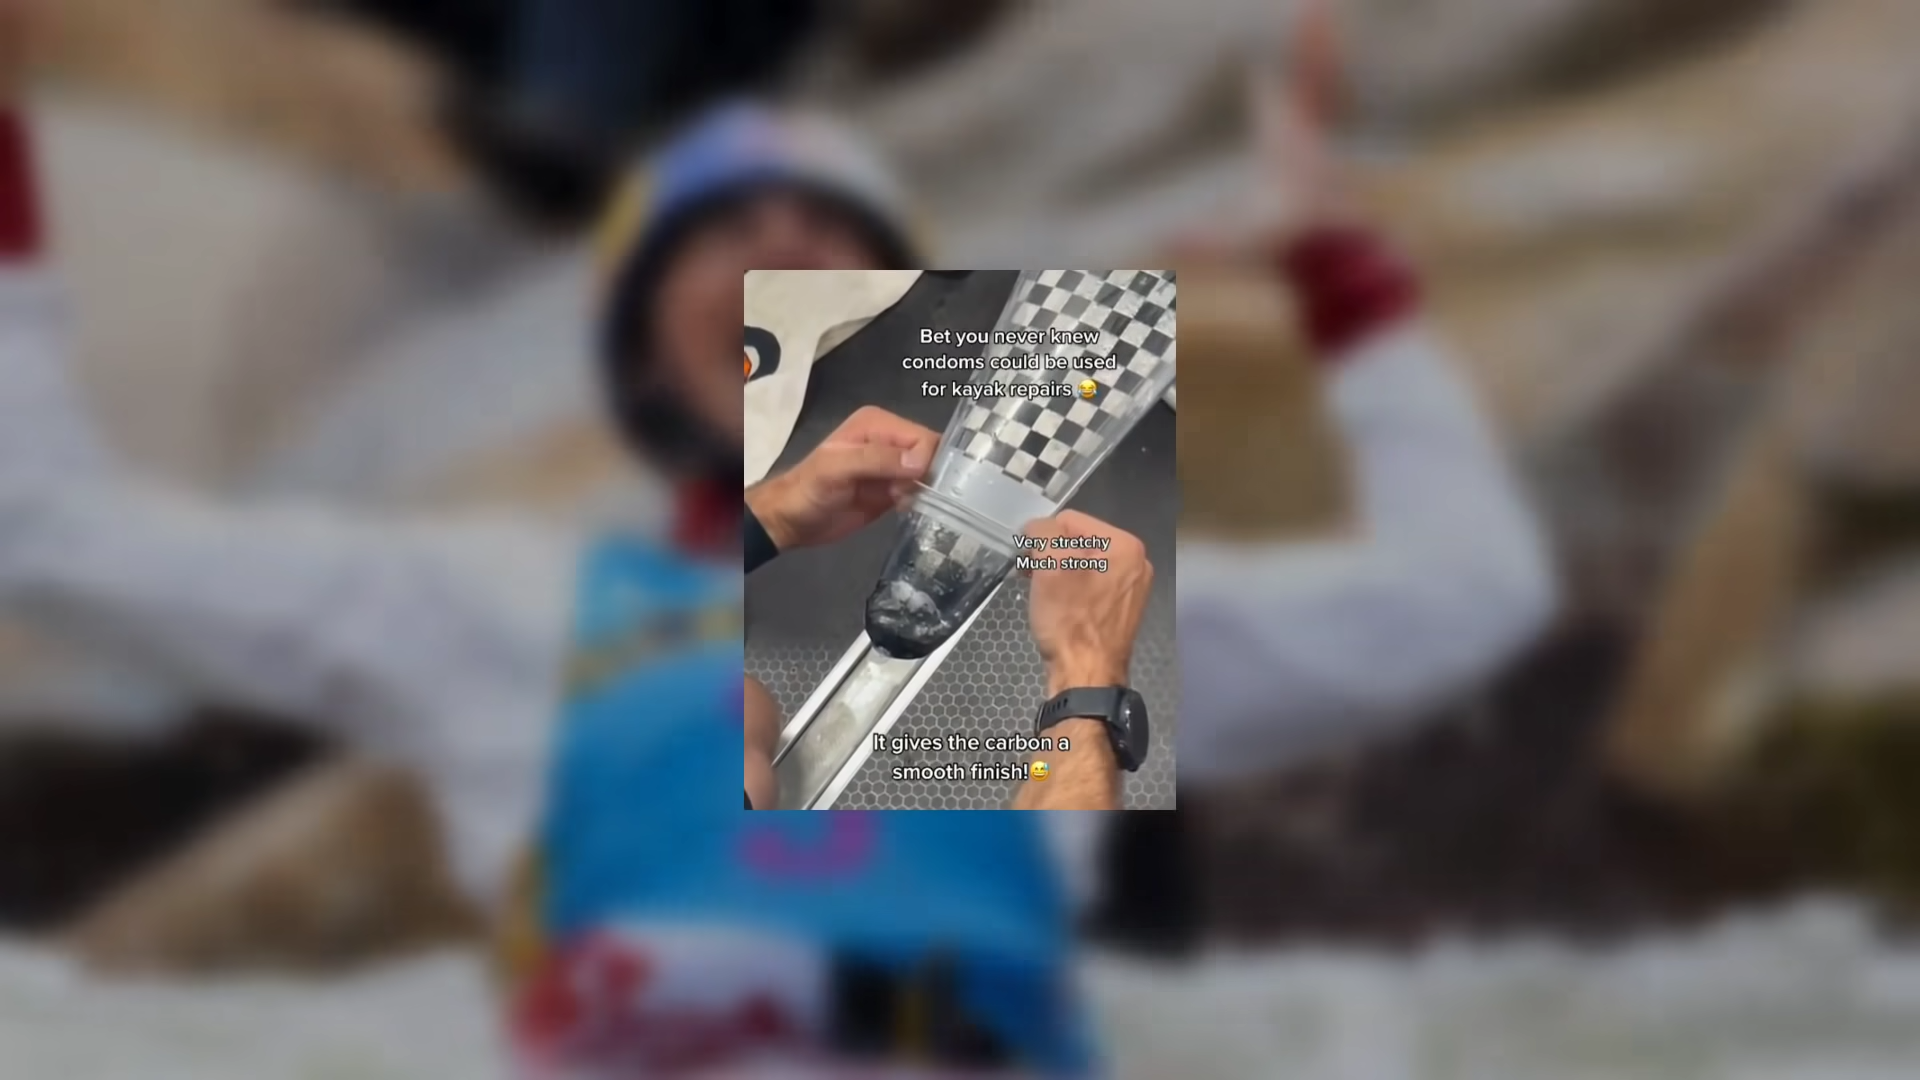 Bet you never knew
condoms could be used
for kayak repairs 😂
Very stretchy
Much strong
It gives the carbon a
smooth finish!😅